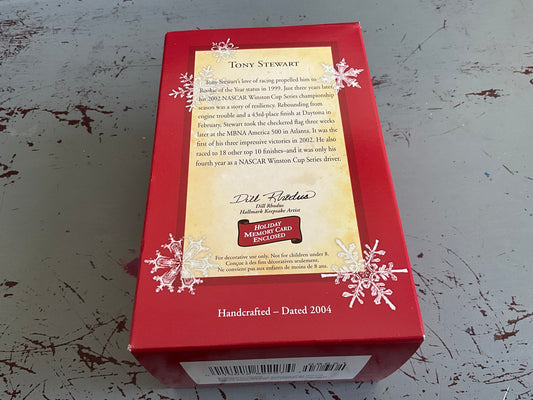 TONY STEWART
Tony Stewart's love of racing propelled him to
Rookie of the Year status in 1999. Just three years later,
his 2002 NASCAR Winston Cup Series championship
season was a story of resiliency. Rebounding from
engine trouble and a 43rd-place finish at Daytona in
February, Stewart took the checkered flag three weeks
later at the MBNA America 500 in Atlanta. It was the
first of his three impressive victories in 2002. He also
raced to 18 other top 10 finishes–and it was only his
fourth year as a NASCAR Winston Cup Series driver.
Dill Rhodus
Dill Rhodus
Hallmark Keepsake Artist
HOLIDAY
MEMORY CARD
ENCLOSED
For decorative use only. Not for children under 8.
Conçue à des fins décoratives seulement.
Ne convient pas aux enfants de moins de 8 ans.
Handcrafted – Dated 2004